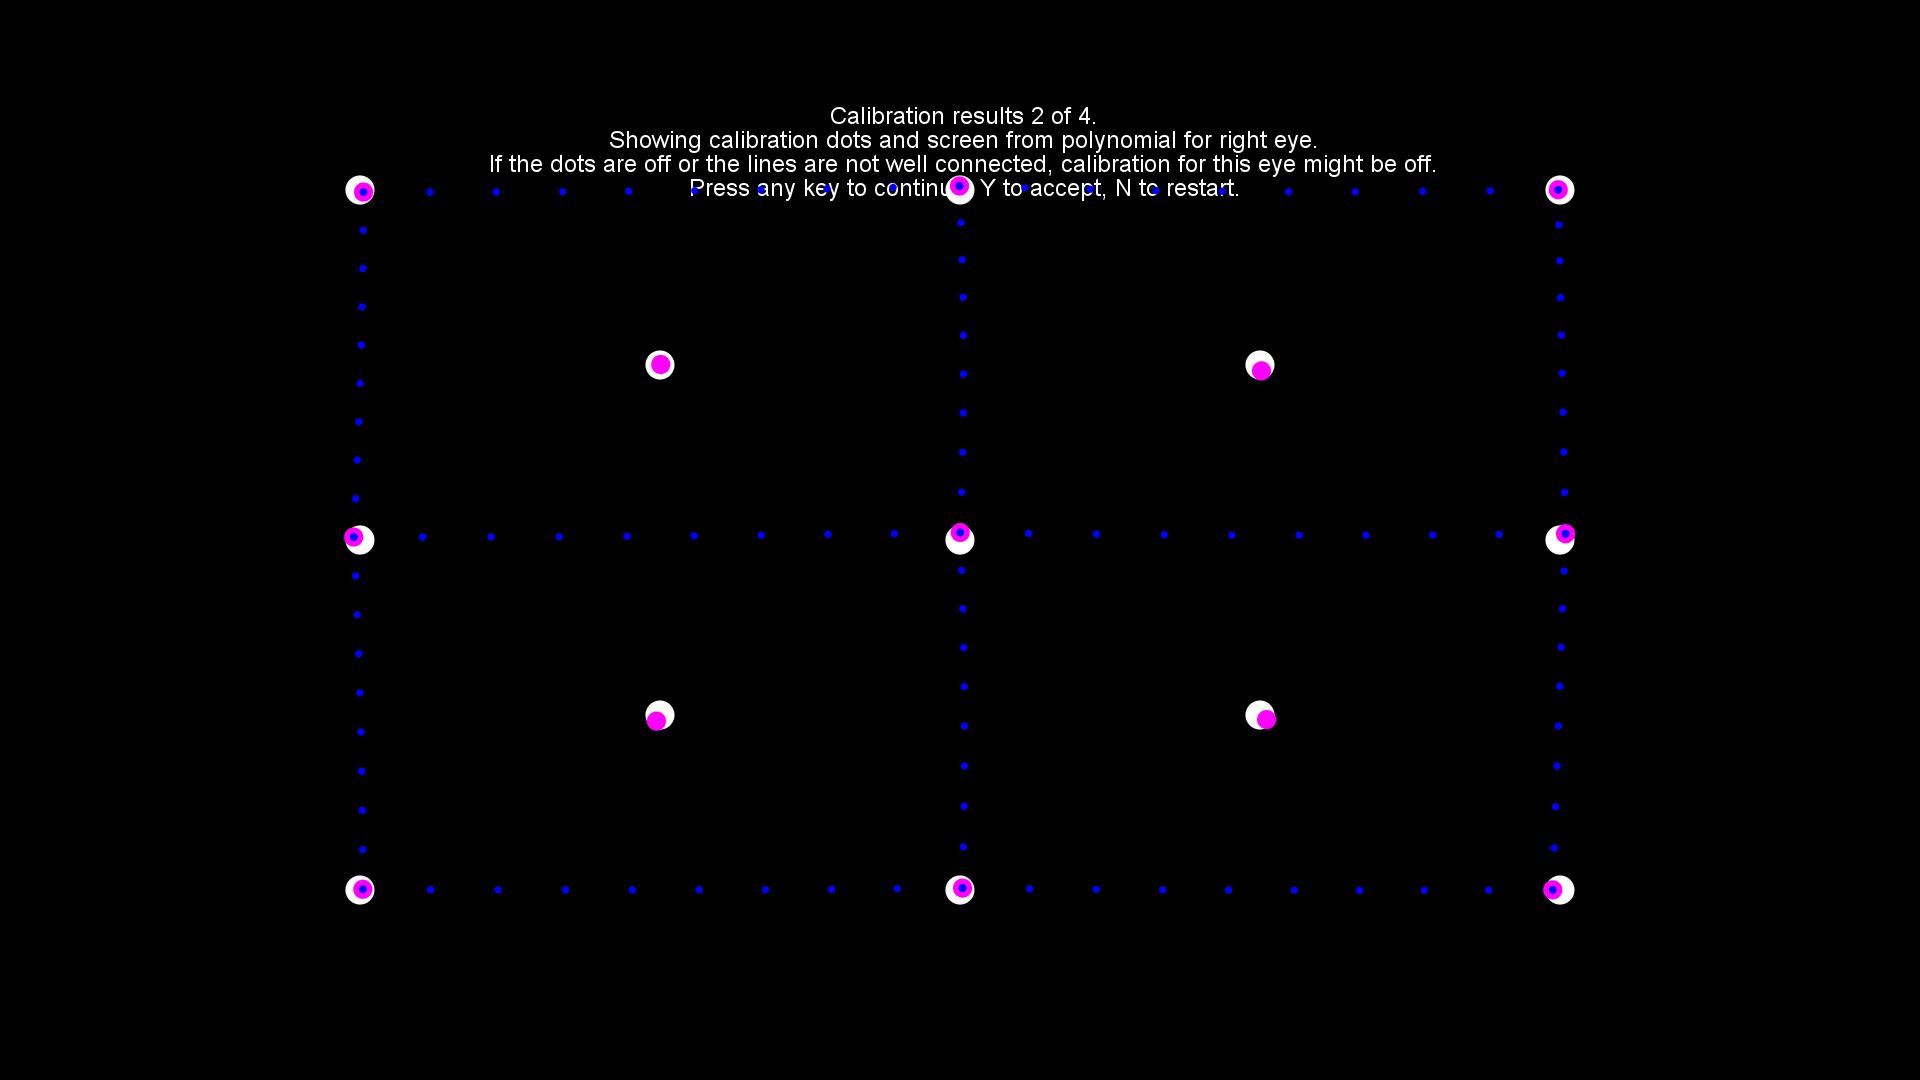 Calibration results 2 of 4.
Showing calibration dots and screen from polynomial for right eye.
If the dots are off or the lines are not well connected, calibration for this eye might be off.
Press any key to continue, Y to accept, N to restart.